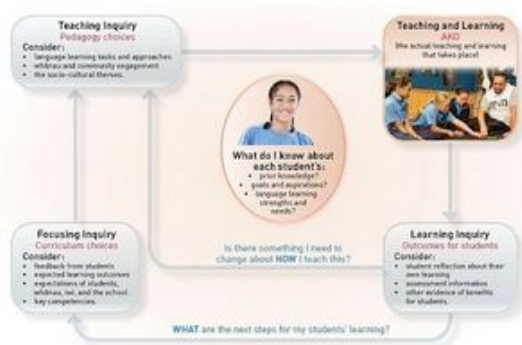 Teaching Inquiry
Pedagogy choices
Consider:
• language learning tasks and approaches
• whānau and community engagement
• the socio-cultural themes.
Teaching and Learning
AKO
(the actual teaching and learning
that takes place)
What do I know about
each student's:
• prior knowledge?
• goals and aspirations?
• language learning
strengths and
needs?
Focusing Inquiry
Curriculum choices
Consider:
• feedback from students
• expected learning outcomes
• expectations of students,
whānau, iwi, and the school
• key competencies.
Is there something I need to
change about HOW I teach this?
Learning Inquiry
Outcomes for students
Consider:
• student reflection about their
own learning
• assessment information
• other evidence of benefits
for students.
WHAT are the next steps for my students' learning?